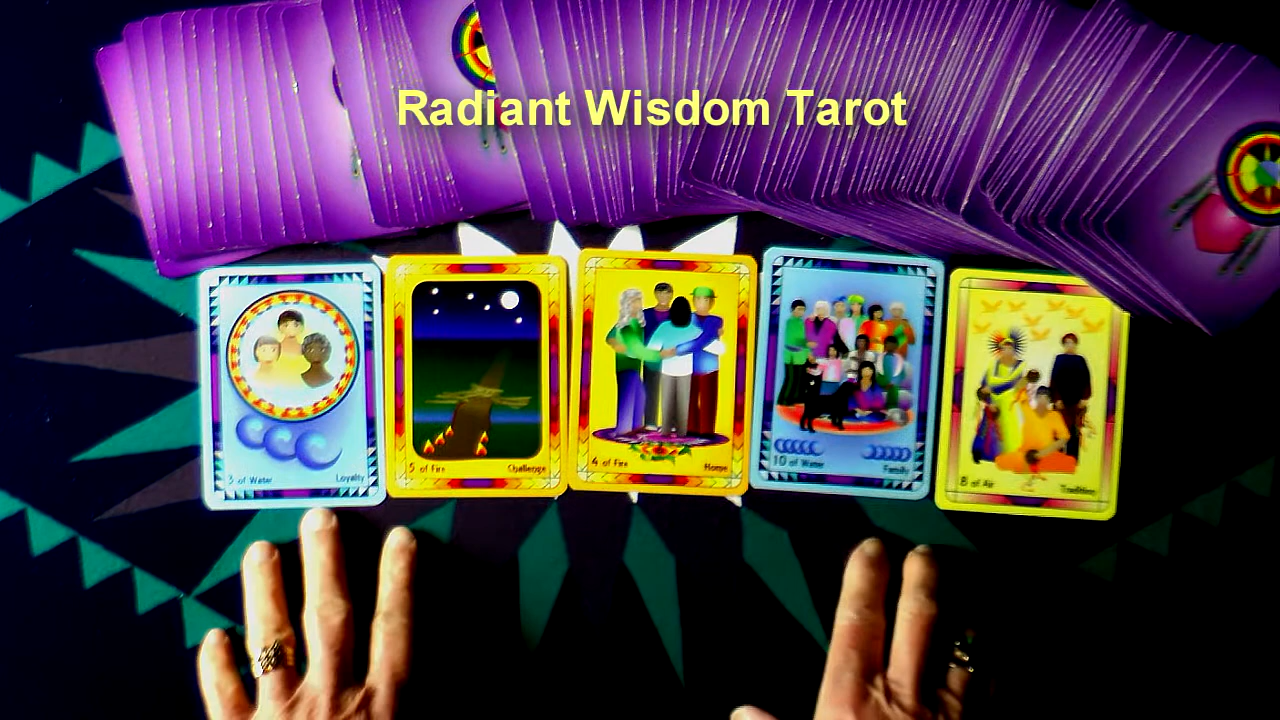 Radiant Wisdom Tarot
3 of Water Loyalty
5 of Fire Challenge
4 of Fire Home
10 of Water Family
8 of Air Tradition